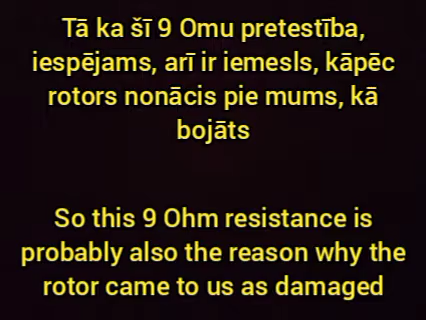 Tā ka šī 9 Omu pretestība,
iespējams, arī ir iemesls, kāpēc
rotors nonācis pie mums, kā
bojāts
So this 9 Ohm resistance is
probably also the reason why the
rotor came to us as damaged